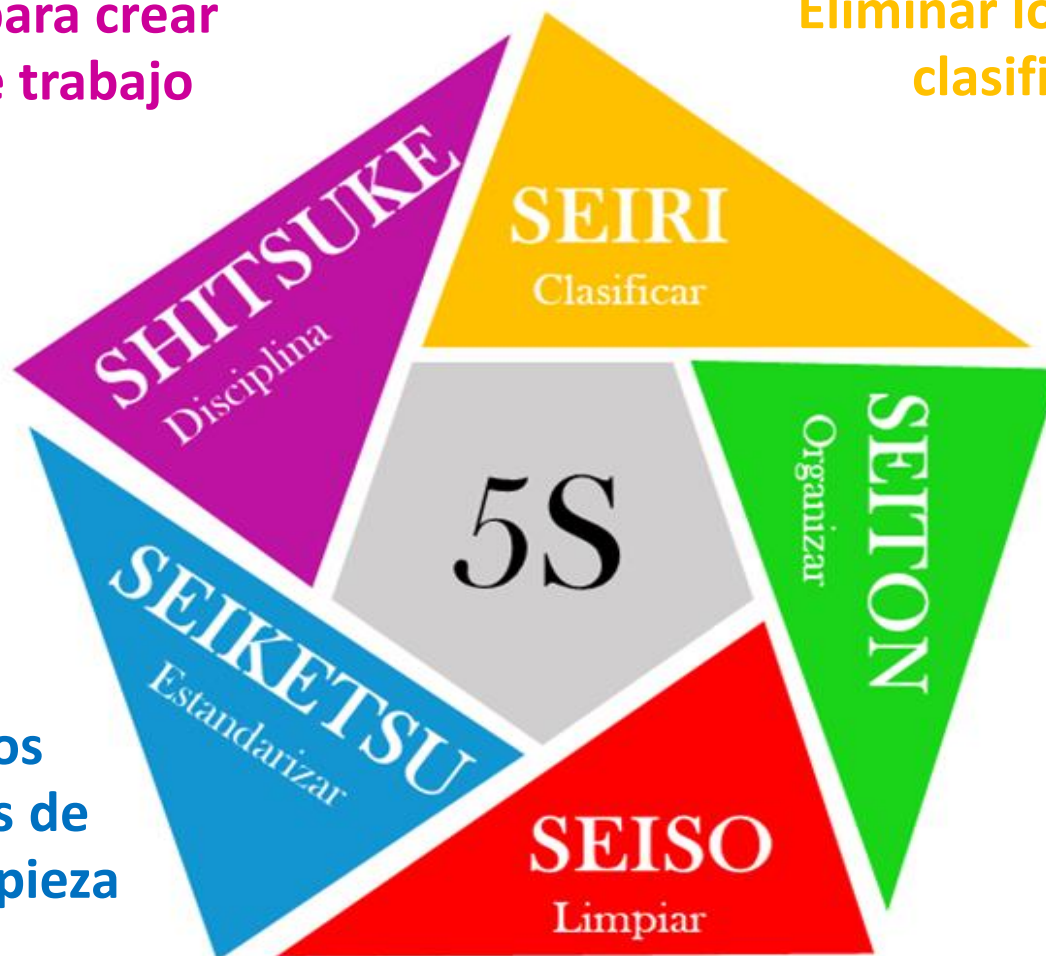 para crear
e trabajo
Eliminar lo
clasifi
SEIRI
Clasificar
SHITSUKE
Disciplina
SEITON
Organizar
5S
SEIKETSU
Estandarizar
SEISO
Limpiar
os
s de
pieza